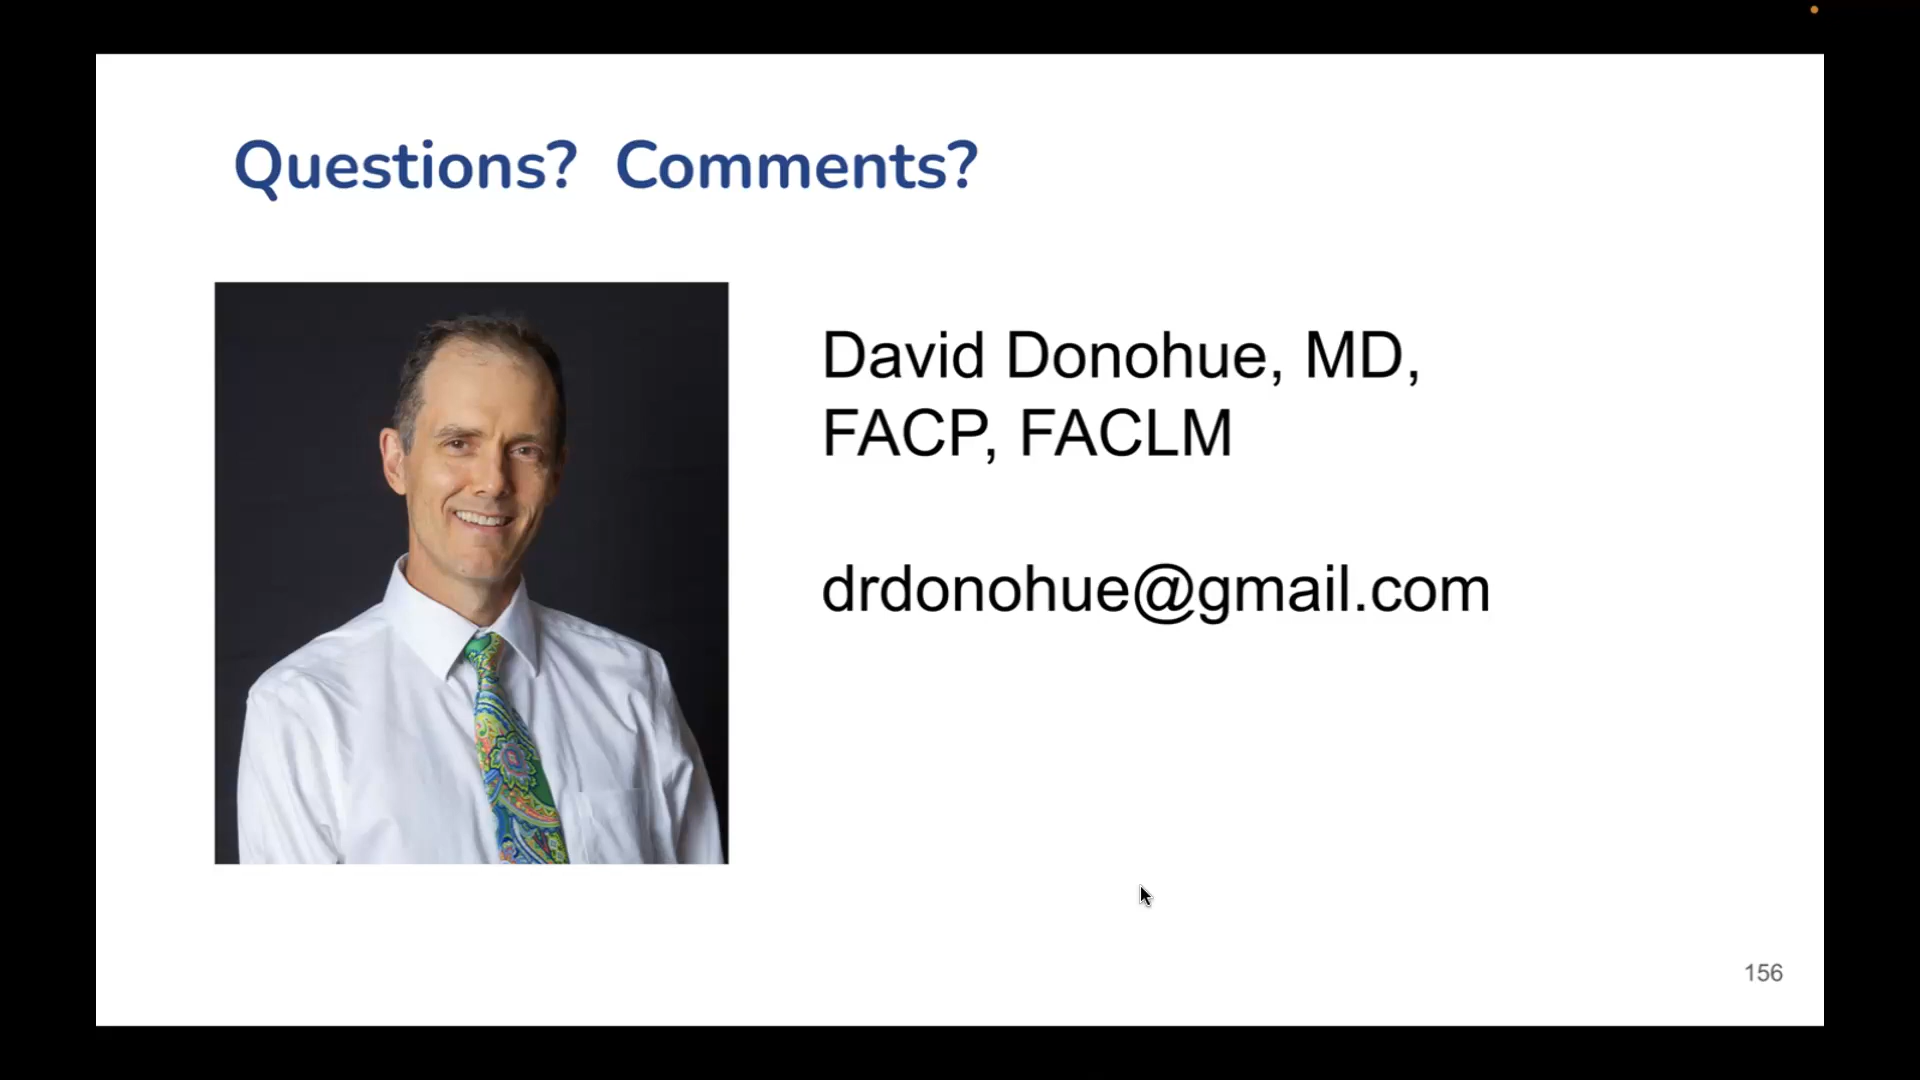 Questions?  Comments?
David Donohue, MD,
FACP, FACLM
drdonohue@gmail.com
156